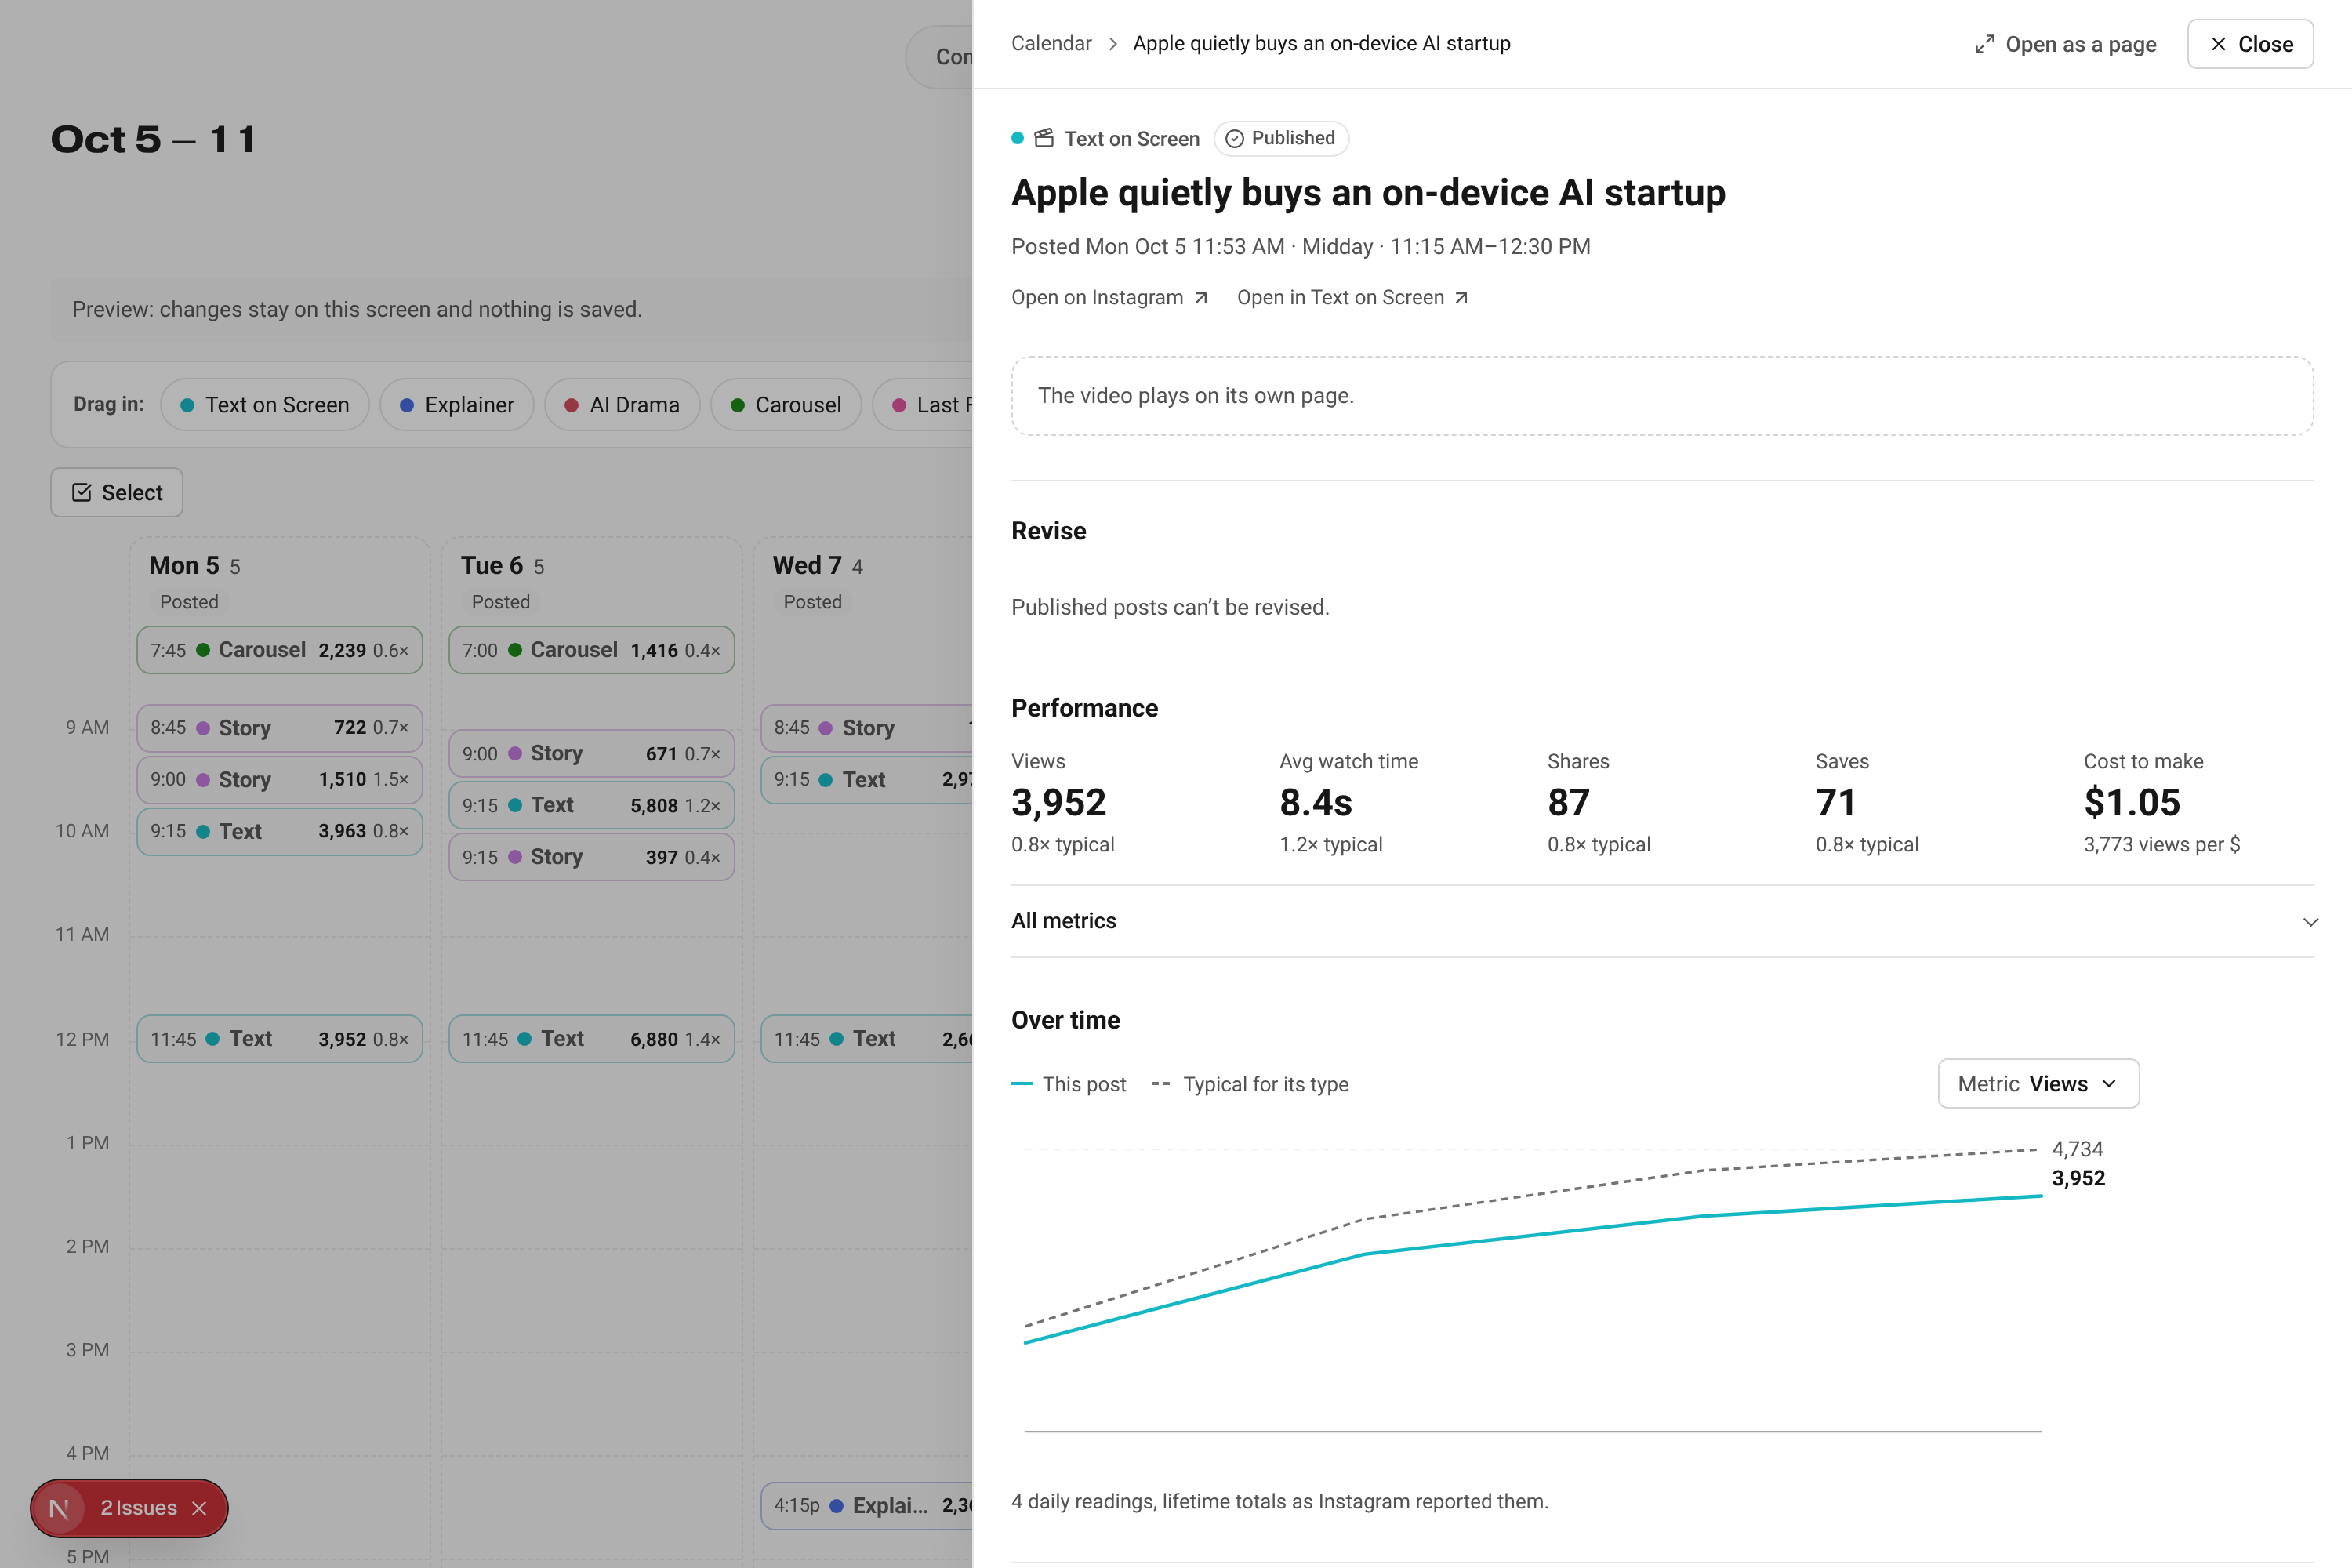 Con
Oct 5 – 11
Preview: changes stay on this screen and nothing is saved.
Drag in: Text on Screen Explainer AI Drama Carousel Last F
Select
Mon 5 5 Tue 6 5 Wed 7 4
Posted Posted Posted
7:45 Carousel 2,239 0.6× 7:00 Carousel 1,416 0.4×
9 AM 8:45 Story 722 0.7× 8:45 Story
9:00 Story 671 0.7×
9:00 Story 1,510 1.5× 9:15 Text 2,97
9:15 Text 5,808 1.2×
10 AM 9:15 Text 3,963 0.8×
9:15 Story 397 0.4×
11 AM
12 PM 11:45 Text 3,952 0.8× 11:45 Text 6,880 1.4× 11:45 Text 2,66
1 PM
2 PM
3 PM
4 PM
4:15p Explai... 2,36
2 Issues
5 PM
Calendar Apple quietly buys an on-device AI startup Open as a page Close
Text on Screen Published
Apple quietly buys an on-device AI startup
Posted Mon Oct 5 11:53 AM · Midday · 11:15 AM–12:30 PM
Open on Instagram Open in Text on Screen
The video plays on its own page.
Revise
Published posts can’t be revised.
Performance
Views Avg watch time Shares Saves Cost to make
3,952 8.4s 87 71 $1.05
0.8× typical 1.2× typical 0.8× typical 0.8× typical 3,773 views per $
All metrics
Over time
This post Typical for its type Metric Views
4,734
3,952
4 daily readings, lifetime totals as Instagram reported them.